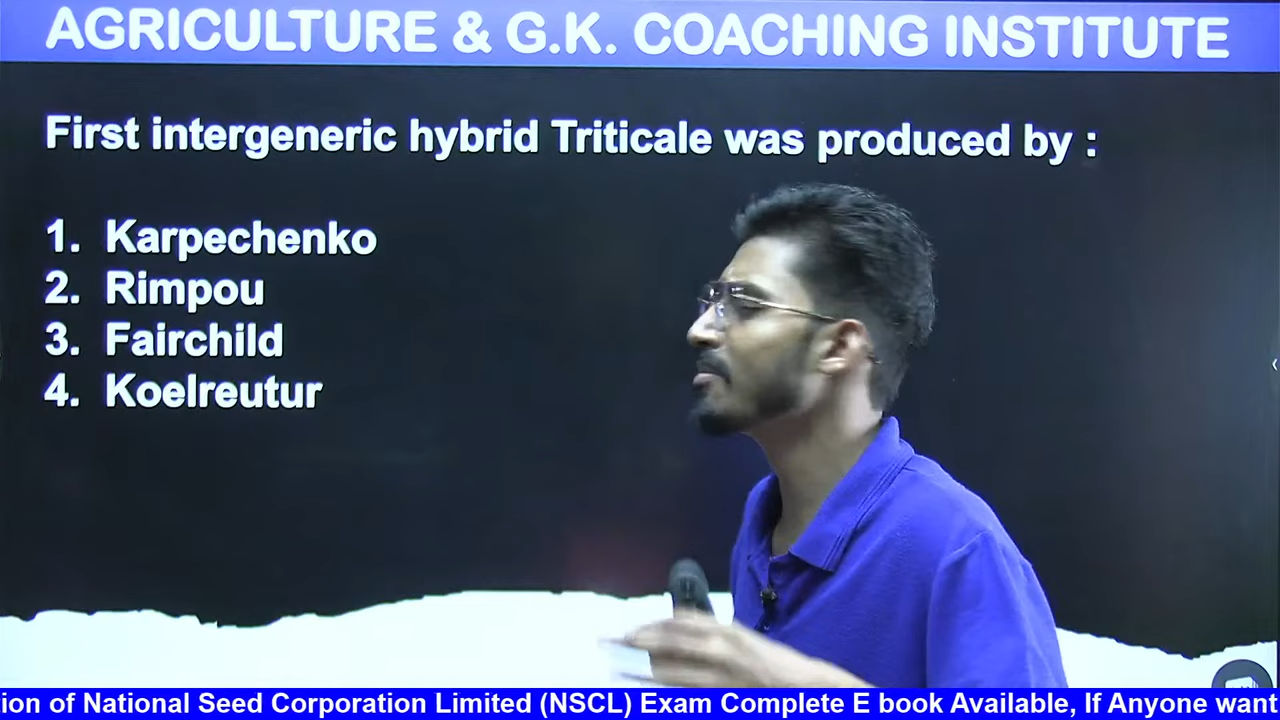 AGRICULTURE & G.K. COACHING INSTITUTE
First intergeneric hybrid Triticale was produced by :
1. Karpechenko
2. Rimpou
3. Fairchild
4. Koelreutur
of National Seed Corporation Limited (NSCL) Exam Complete E book Available, If Anyone want